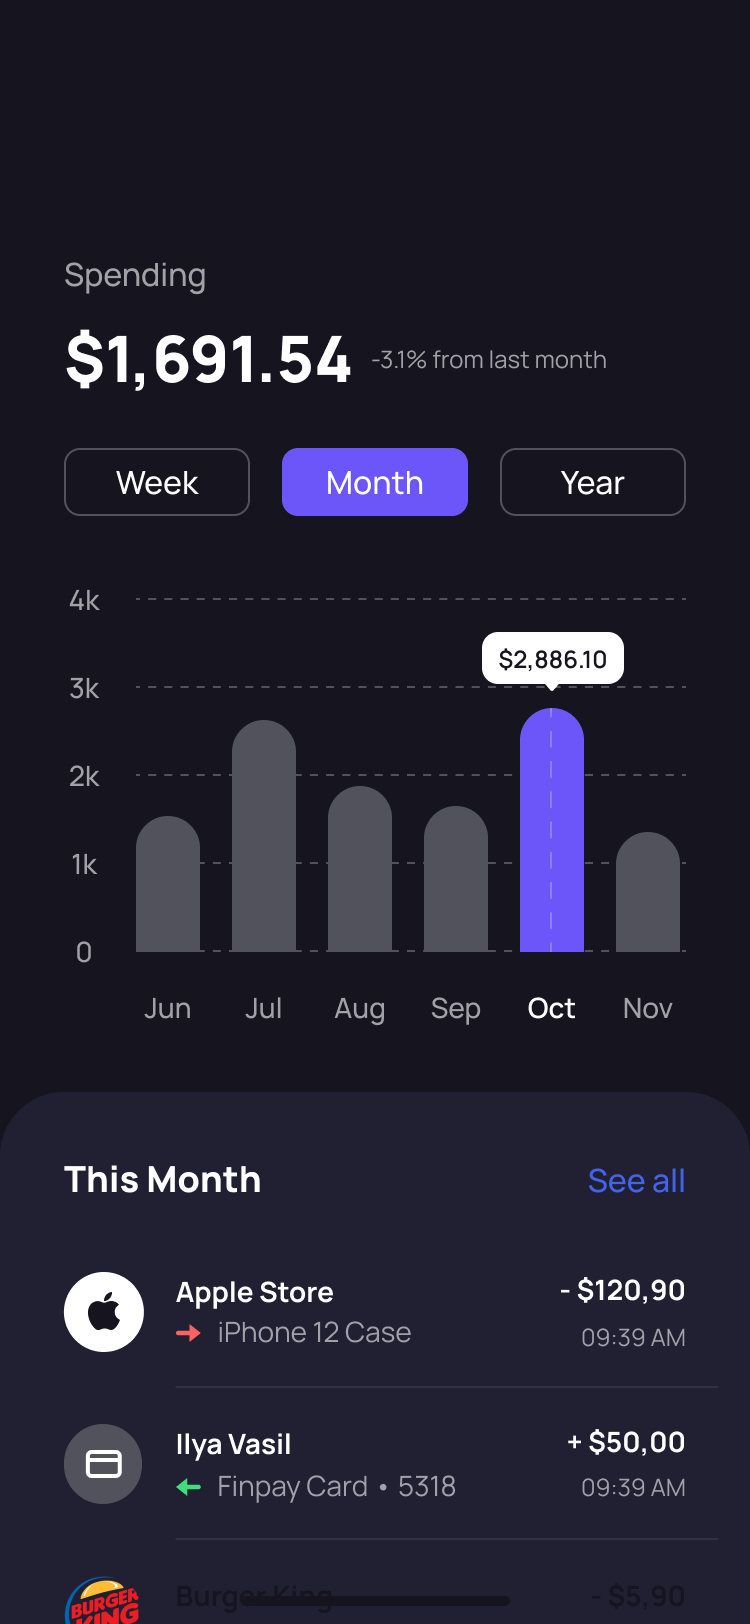 Spending
$1,691.54 -3.1% from last month
Week Month Year
4k
$2,886.10
3k
2k
1k
0
Jun Jul Aug Sep Oct Nov
This Month See all
Apple Store - $120,90
iPhone 12 Case 09:39 AM
Ilya Vasil + $50,00
Finpay Card • 5318 09:39 AM
Burger King - $5,90
BURGER
KING